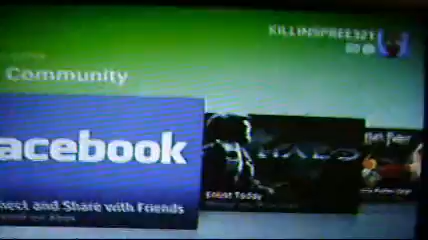 KILLINSPREE321
Community
acebook
nect and Share with Friends
HALO
Enlist Today